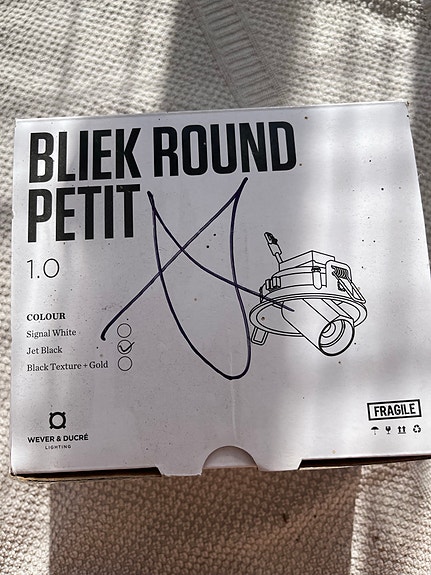 BLIEK ROUND
PETIT
1.0
COLOUR
Signal White
Jet Black
Black Texture + Gold
WEVER & DUCRÉ
LIGHTING
FRAGILE